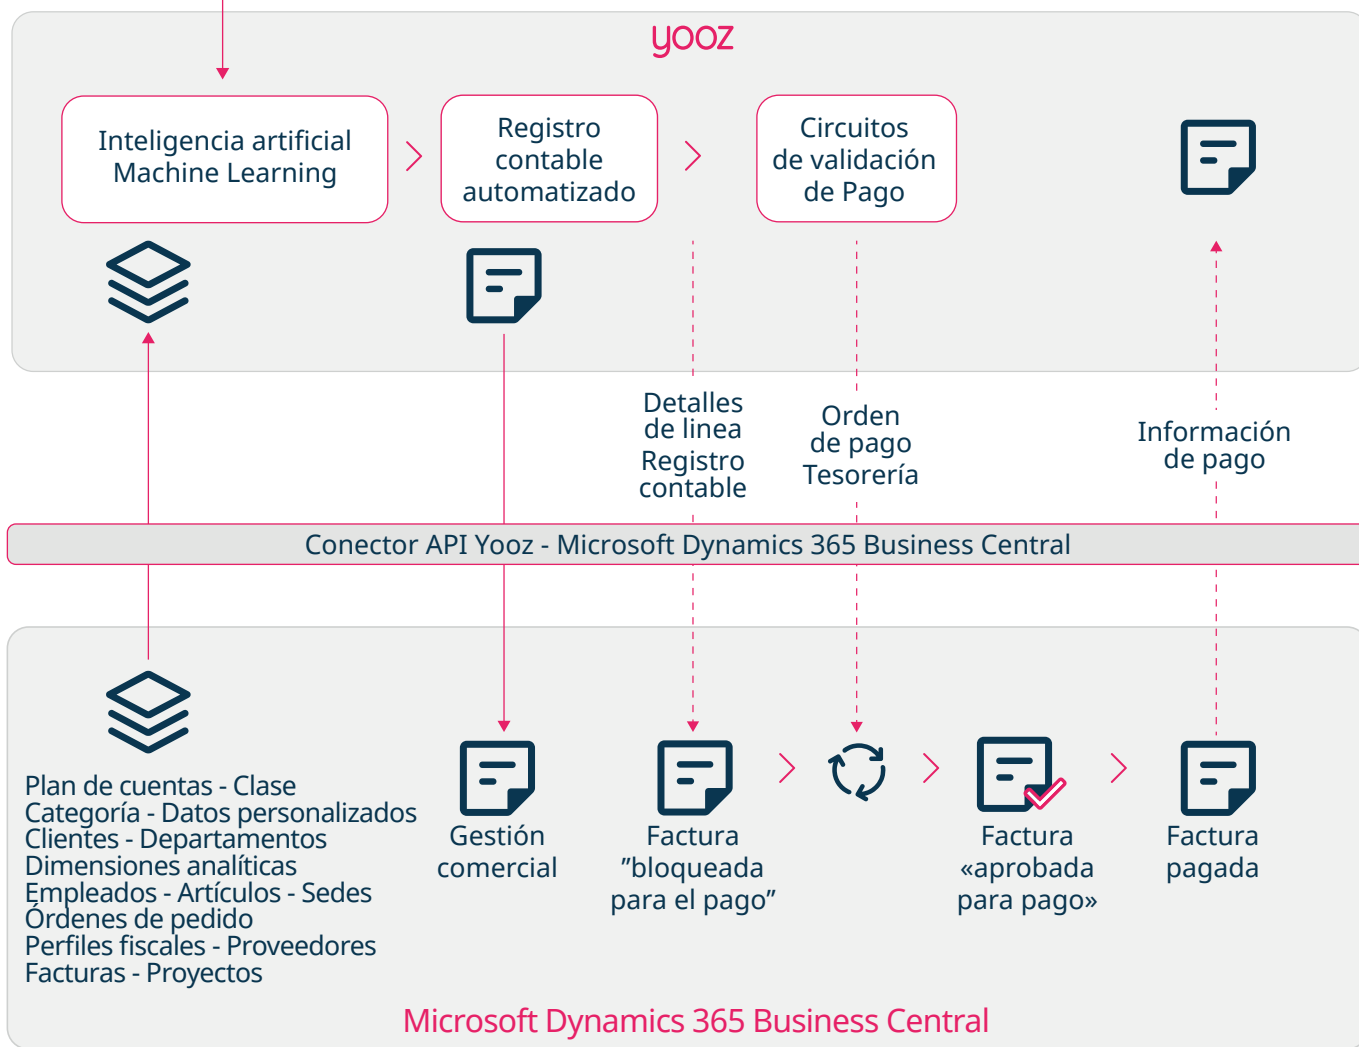 yooz
Inteligencia artificial
Machine Learning
Registro
contable
automatizado
Circuitos
de validación
de Pago
Detalles
de linea
Registro
contable
Orden
de pago
Tesorería
Información
de pago
Conector API Yooz - Microsoft Dynamics 365 Business Central
Plan de cuentas - Clase
Categoría - Datos personalizados
Clientes - Departamentos
Dimensiones analíticas
Empleados - Artículos - Sedes
Órdenes de pedido
Perfiles fiscales - Proveedores
Facturas - Proyectos
Gestión
comercial
Factura
”bloqueada
para el pago”
Factura
«aprobada
para pago»
Factura
pagada
Microsoft Dynamics 365 Business Central